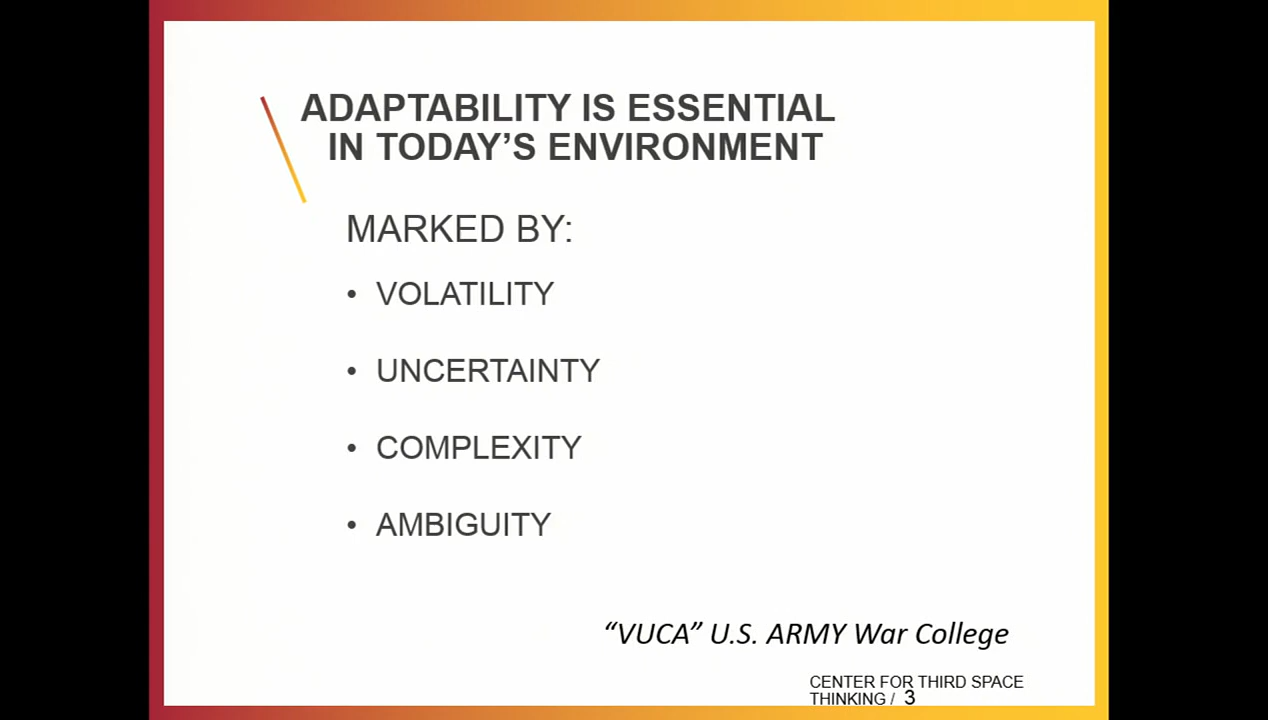 ADAPTABILITY IS ESSENTIAL
IN TODAY’S ENVIRONMENT
MARKED BY:
• VOLATILITY
• UNCERTAINTY
• COMPLEXITY
• AMBIGUITY
“VUCA” U.S. ARMY War College
CENTER FOR THIRD SPACE
THINKING / 3